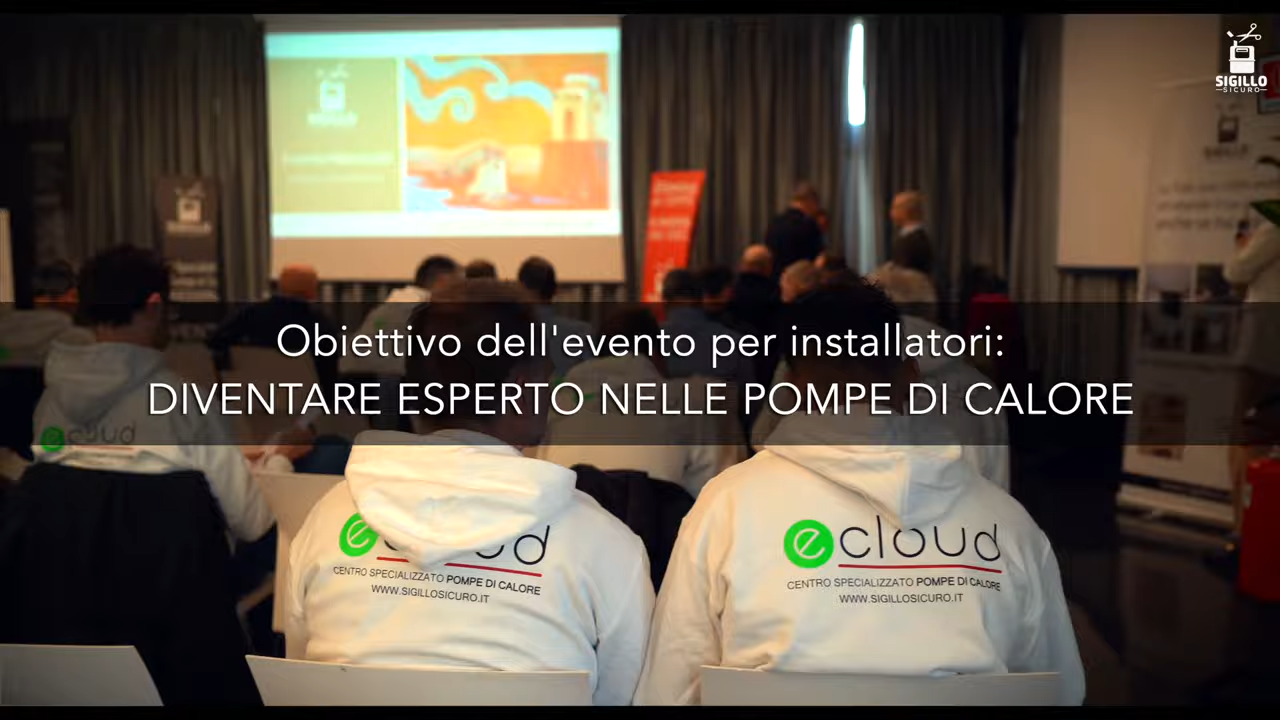 SIGILLO
SICURO
Obiettivo dell'evento per installatori:
DIVENTARE ESPERTO NELLE POMPE DI CALORE
ecloud
CENTRO SPECIALIZZATO POMPE DI CALORE
WWW.SIGILLOSICURO.IT
ecloud
CENTRO SPECIALIZZATO POMPE DI CALORE
WWW.SIGILLOSICURO.IT
ecloud